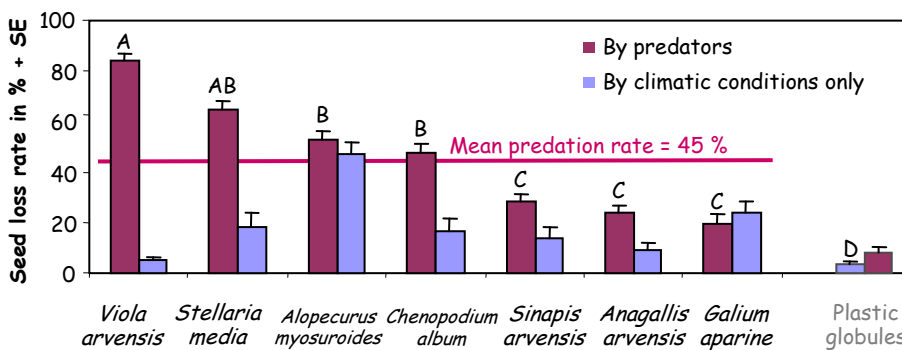 Seed loss rate in % + SE
100
80
60
40
20
0
A
AB
B
B
C
C
C
D
By predators
By climatic conditions only
Mean predation rate = 45 %
Viola
arvensis
Stellaria
media
Alopecurus
myosuroides
Chenopodium
album
Sinapis
arvensis
Anagallis
arvensis
Galium
aparine
Plastic
globules